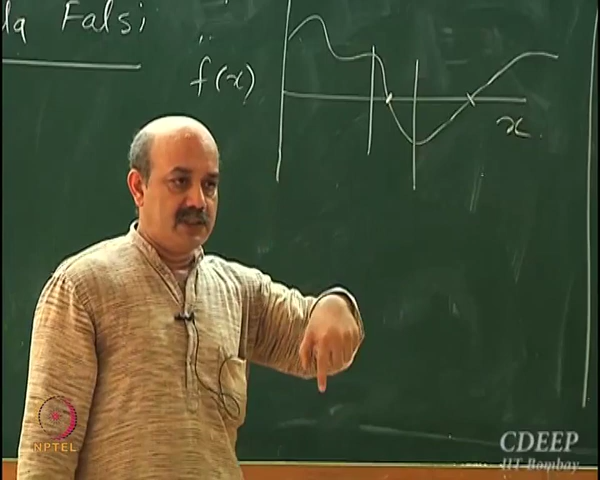 la Falsi
f(x)
x
NPTEL
CDEEP
IIT Bombay